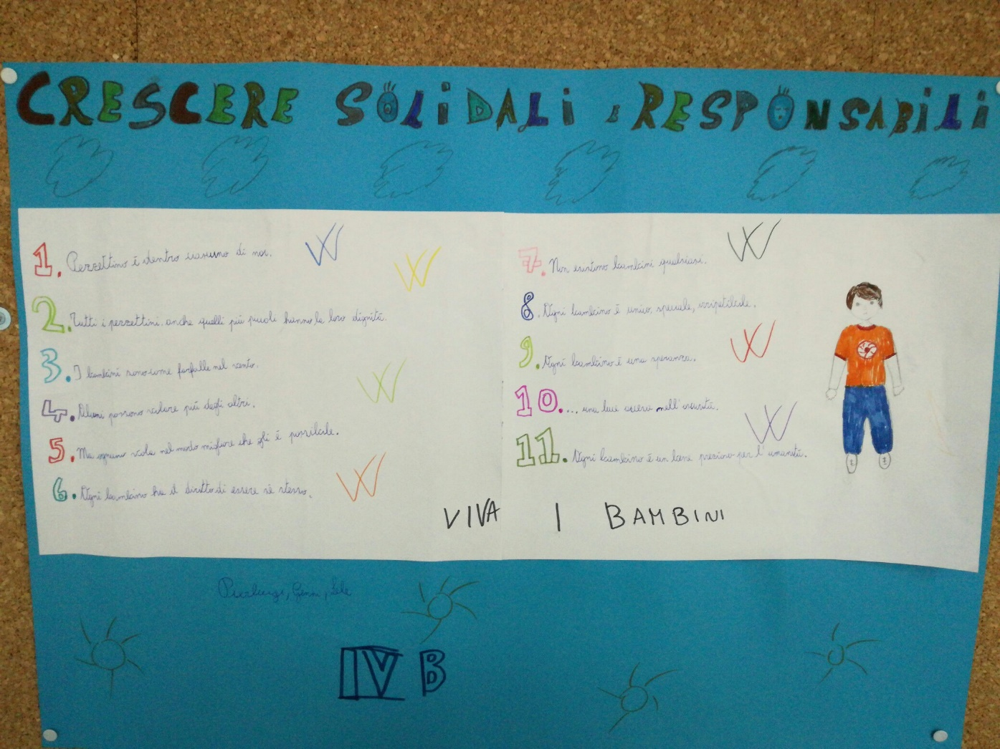 CRESCERE SOLIDALI E RESPONSABILI
1. Pezzettino è dentro ciascuno di noi.
W
W
2. Tutti i pezzettini, anche quelli più piccoli hanno la loro dignità.
3. I bambini sono come farfalle nel vento.
W
4. Alcuni possono volare più degli altri.
5. Ma ognuno vola nel modo migliore che gli è possibile.
6. Ogni bambino ha il diritto di essere sè stesso.
W
W
7. Non esistono bambini qualsiasi.
8. Ogni bambino è unico, speciale, irripetibile.
W
9. Ogni bambino è una speranza.
10. ... una luce accesa nell'oscurità.
W
11. Ogni bambino è un bene prezioso per l'umanità.
VIVA I BAMBINI
Pierluigi,
IV B